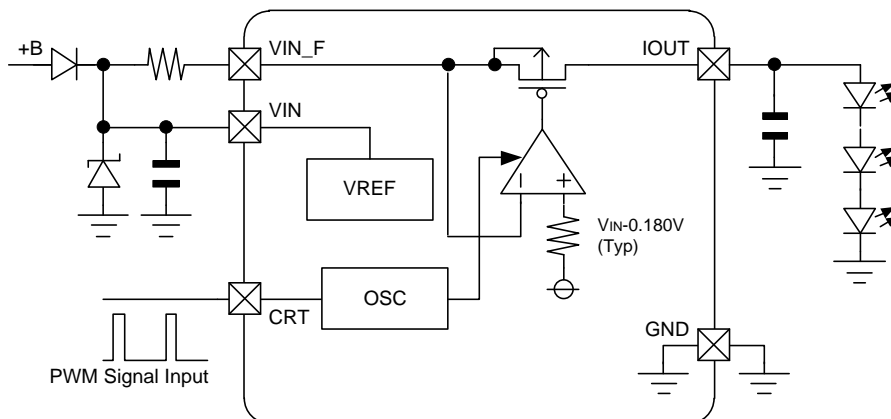 +B
VIN_F
IOUT
VIN
VREF
VIN-0.180V
(Typ)
OSC
CRT
GND
PWM Signal Input